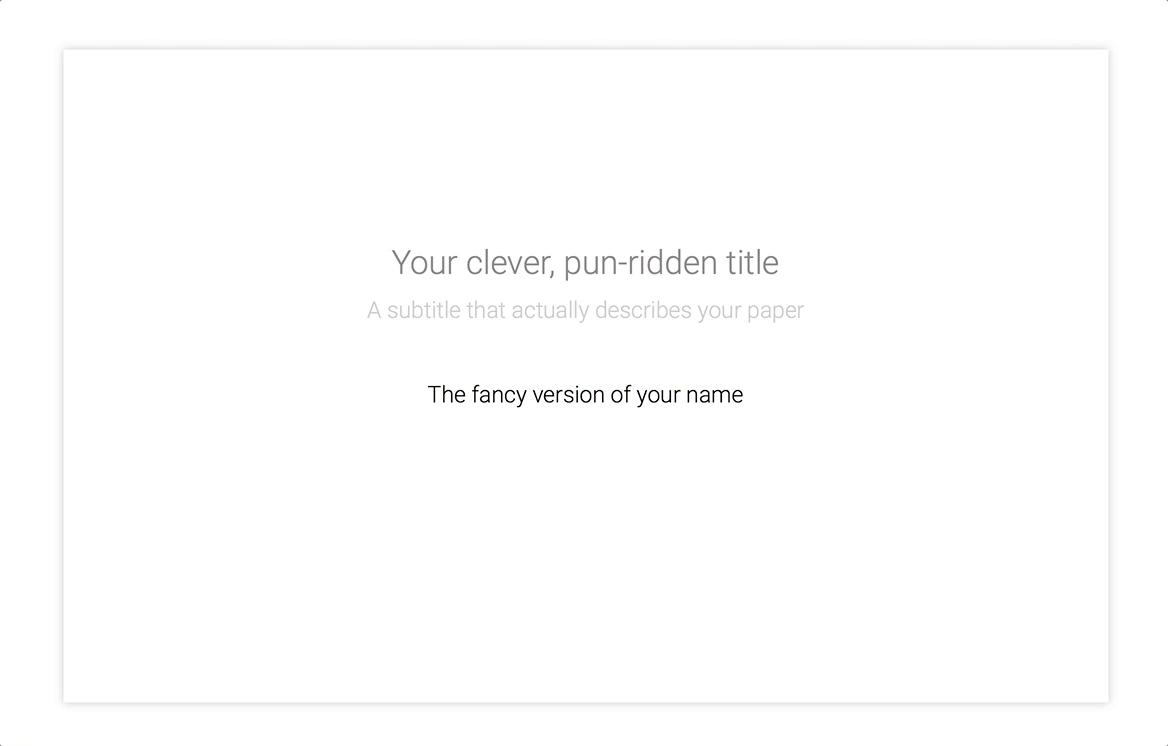 Your clever, pun-ridden title
A subtitle that actually describes your paper
The fancy version of your name